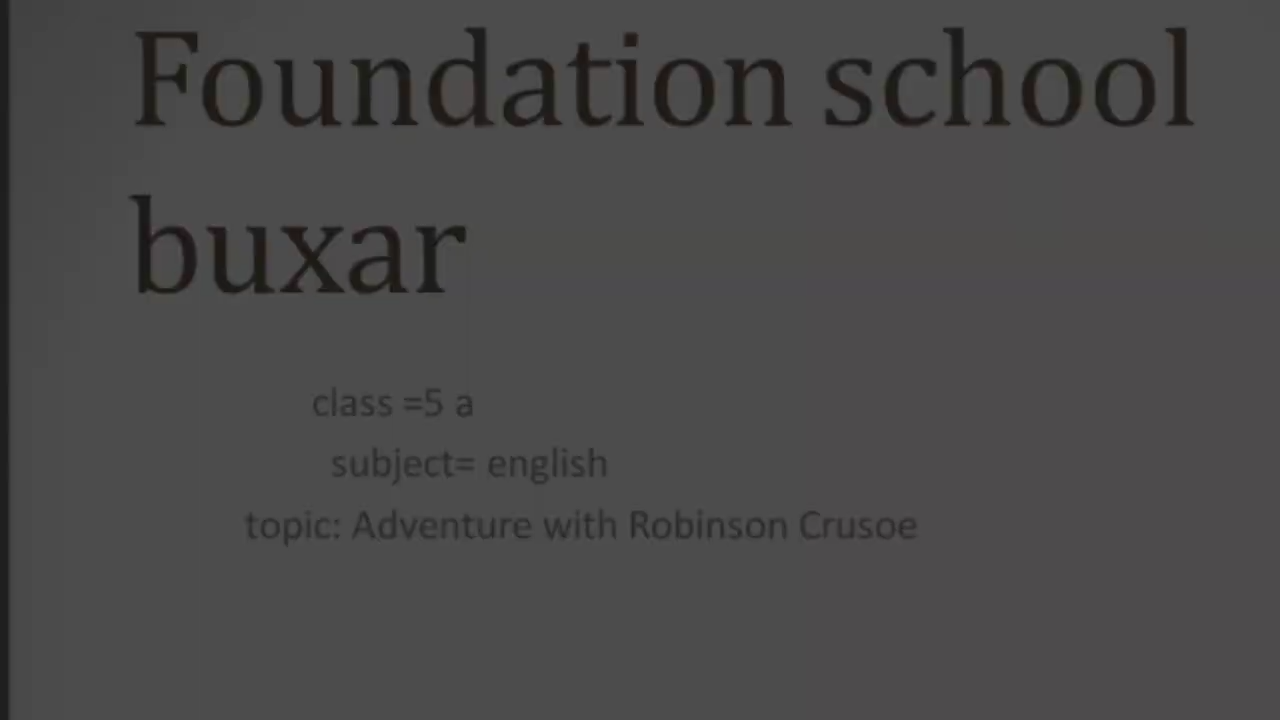 Foundation school
buxar
class =5 a
subject= english
topic: Adventure with Robinson Crusoe